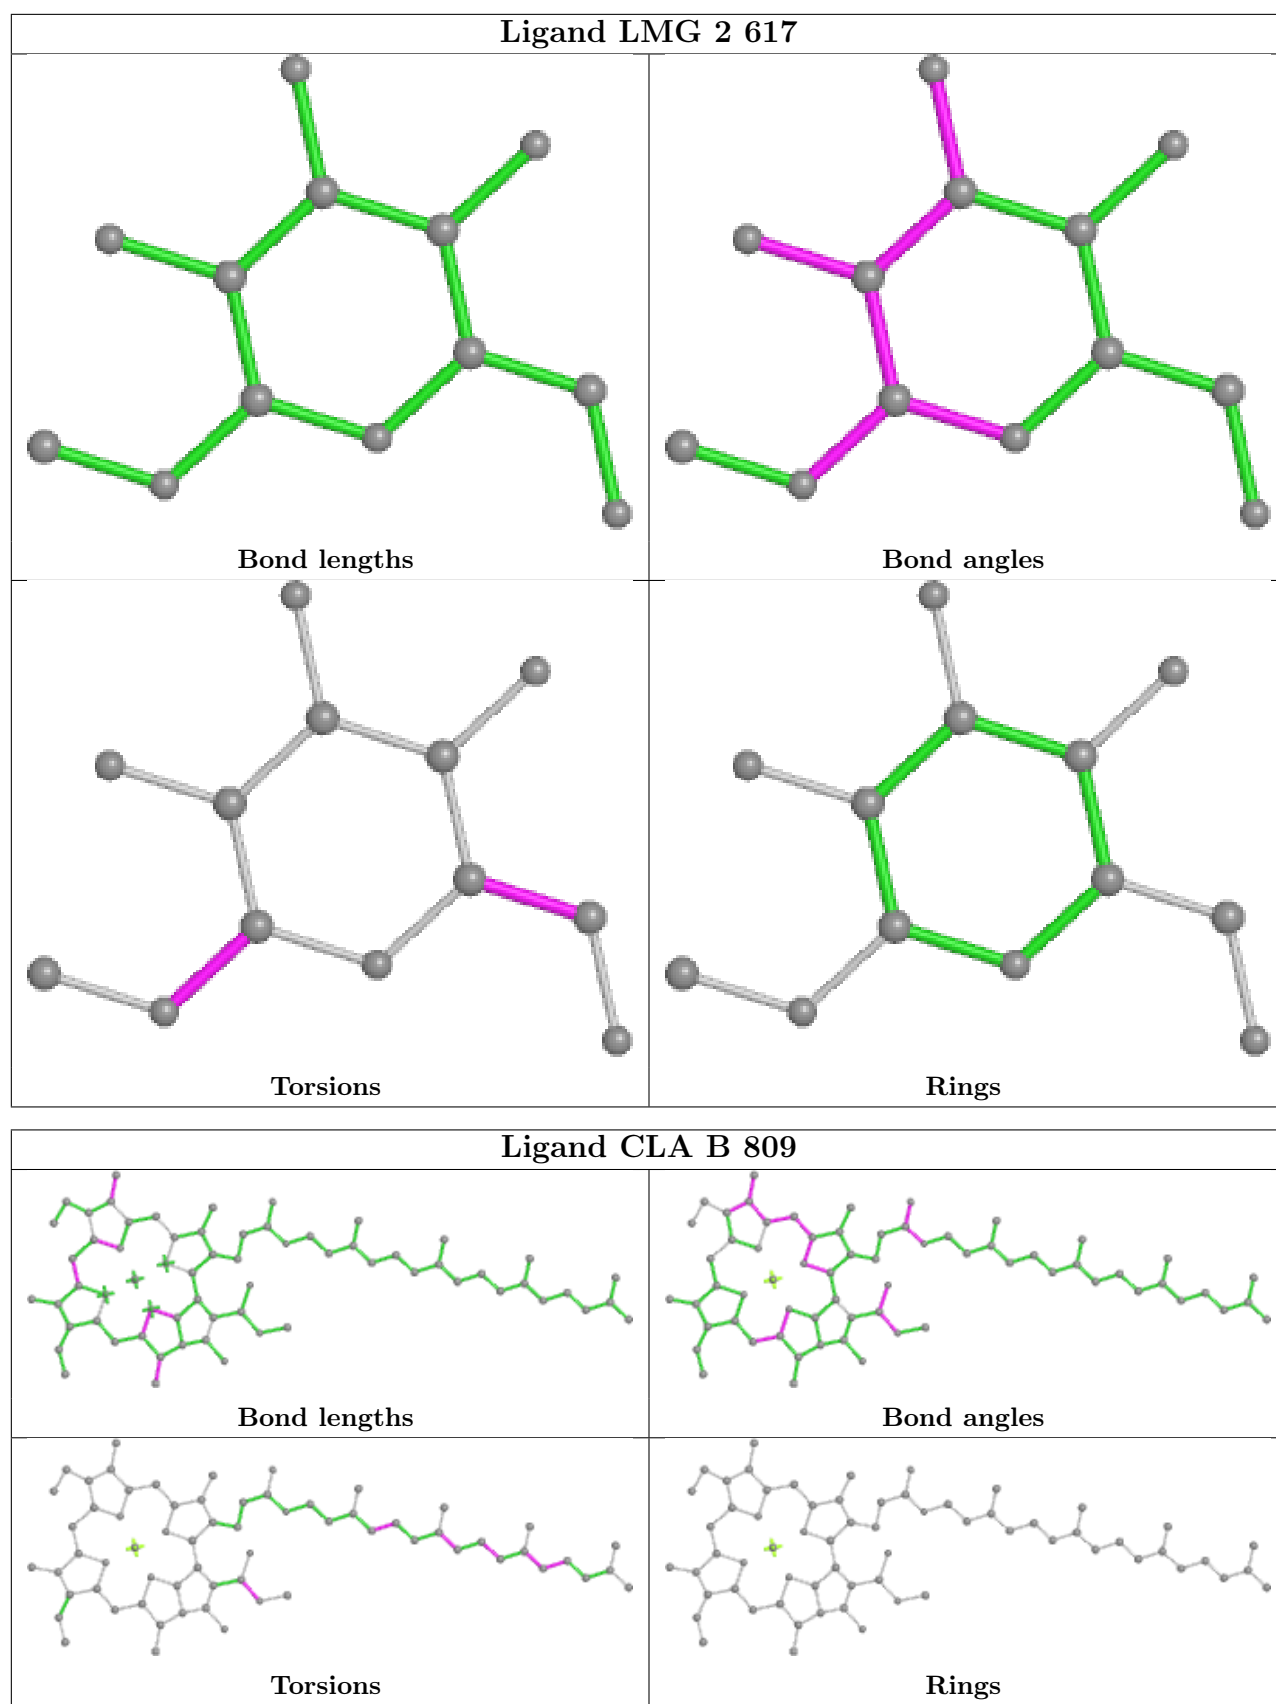 Ligand LMG 2 617
Bond lengths
Bond angles
Torsions
Rings
Ligand CLA B 809
Bond lengths
Bond angles
Torsions
Rings